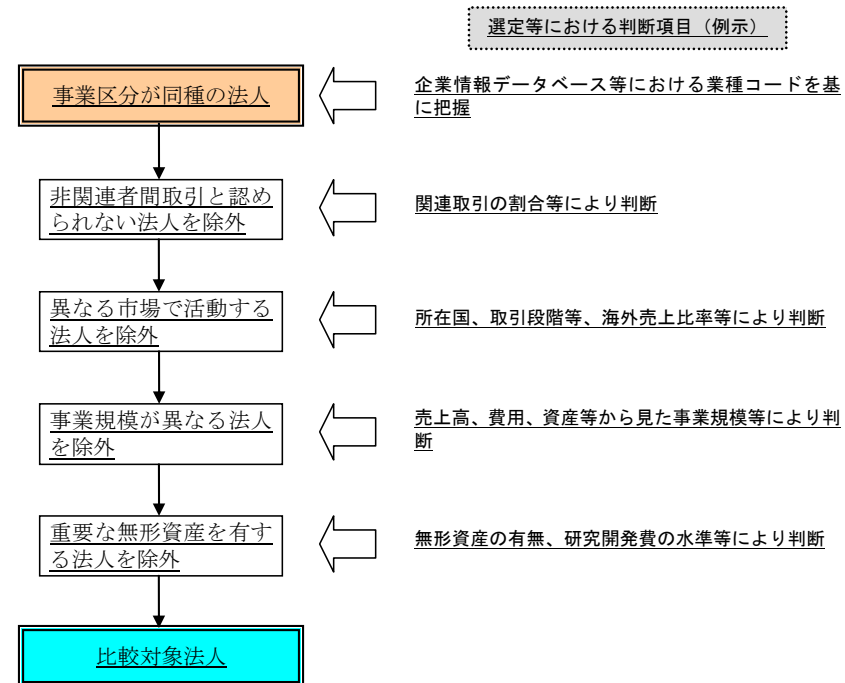 選定等における判断項目（例示）
事業区分が同種の法人
企業情報データベース等における業種コードを基
に把握
非関連者間取引と認め
られない法人を除外
関連取引の割合等により判断
異なる市場で活動する
法人を除外
所在国、取引段階等、海外売上比率等により判断
事業規模が異なる法人
を除外
売上高、費用、資産等から見た事業規模等により判
断
重要な無形資産を有す
る法人を除外
無形資産の有無、研究開発費の水準等により判断
比較対象法人